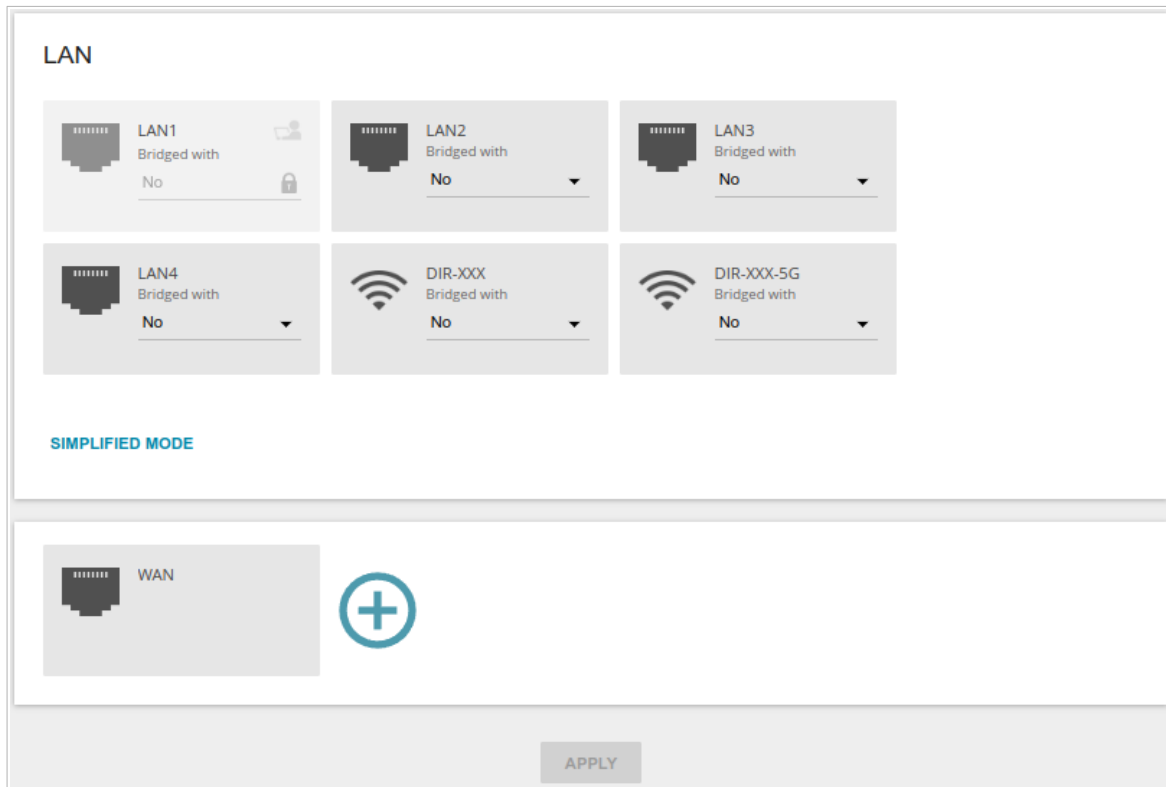 LAN
LAN1
Bridged with
No
LAN2
Bridged with
No
LAN3
Bridged with
No
LAN4
Bridged with
No
DIR-XXX
Bridged with
No
DIR-XXX-5G
Bridged with
No
SIMPLIFIED MODE
WAN
APPLY